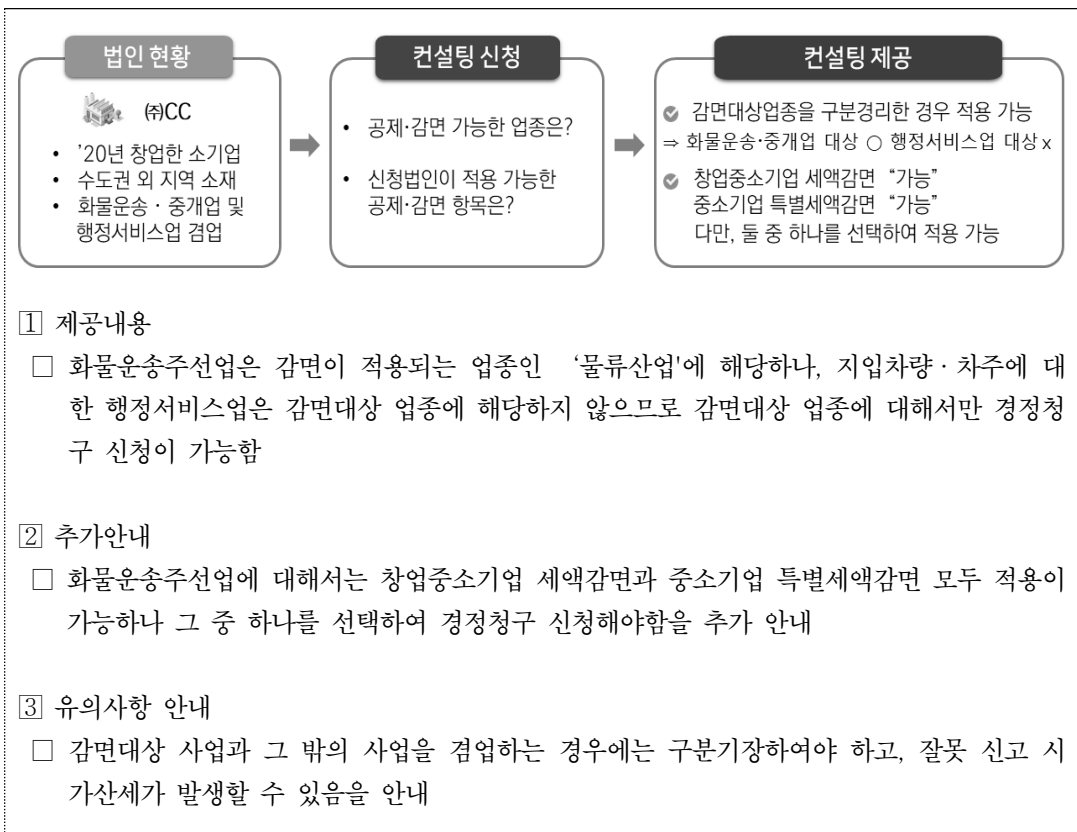 법인 현황
㈜CC
• '20년 창업한 소기업
• 수도권 외 지역 소재
• 화물운송 · 중개업 및
행정서비스업 겸업
컨설팅 신청
• 공제·감면 가능한 업종은?
• 신청법인이 적용 가능한
공제·감면 항목은?
컨설팅 제공
감면대상업종을 구분경리한 경우 적용 가능
⇒ 화물운송·중개업 대상 ○ 행정서비스업 대상 x
창업중소기업 세액감면 “가능”
중소기업 특별세액감면 “가능”
다만, 둘 중 하나를 선택하여 적용 가능
1 제공내용
□ 화물운송주선업은 감면이 적용되는 업종인 ‘물류산업'에 해당하나, 지입차량 · 차주에 대
한 행정서비스업은 감면대상 업종에 해당하지 않으므로 감면대상 업종에 대해서만 경정청
구 신청이 가능함
2 추가안내
□ 화물운송주선업에 대해서는 창업중소기업 세액감면과 중소기업 특별세액감면 모두 적용이
가능하나 그 중 하나를 선택하여 경정청구 신청해야함을 추가 안내
3 유의사항 안내
□ 감면대상 사업과 그 밖의 사업을 겸업하는 경우에는 구분기장하여야 하고, 잘못 신고 시
가산세가 발생할 수 있음을 안내